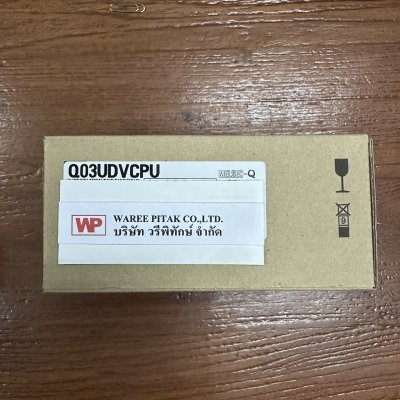 Q03UDVCPU
MELSEC-Q
WP
WAREE PITAK CO.,LTD.
บริษัท วรีพิทักษ์ จำกัด
9